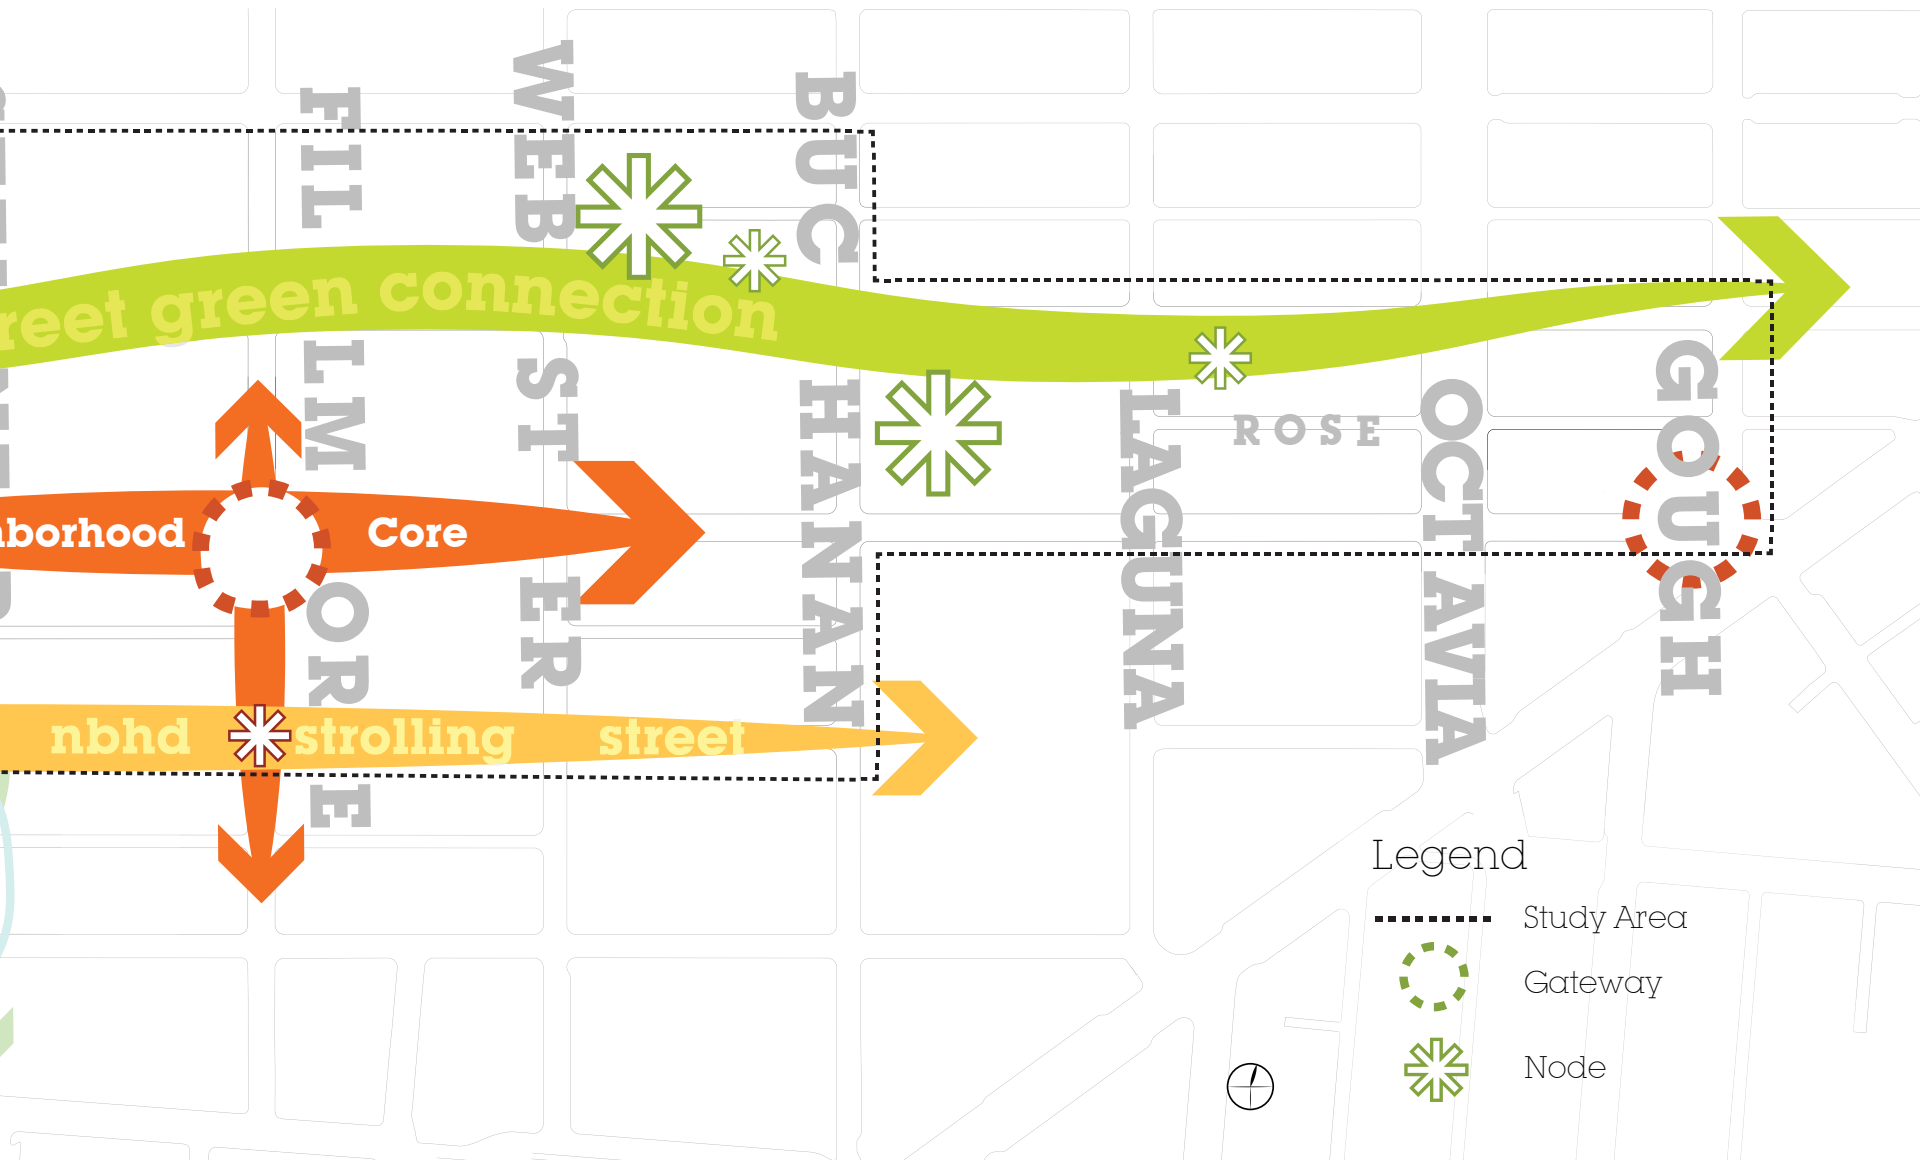 FILLMORE
WEBSTER
BUCHANAN
LAGUNA
ROSE
OCTAVIA
GOUGH
reet green connection
borhood Core
nbhd strolling street
Legend
Study Area
Gateway
Node